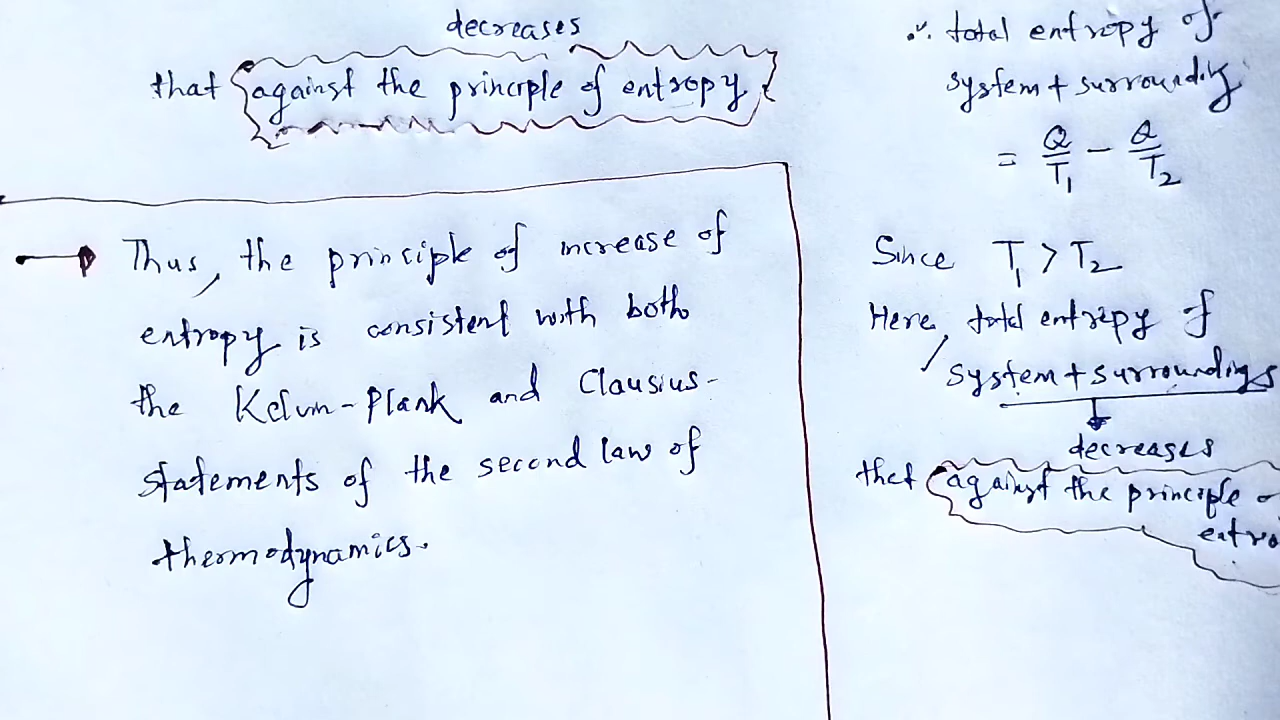 decreases
that against the principle of entropy
Thus, the principle of increase of
entropy is consistent with both
the Kelvin-Plank and Clausius-
statements of the second law of
thermodynamics.
∴ total entropy of
system + surrounding
= Q/T₁ - Q/T₂
Since T₁ > T₂
Here, total entropy of
system + surroundings
decreases
that against the principle o
entro